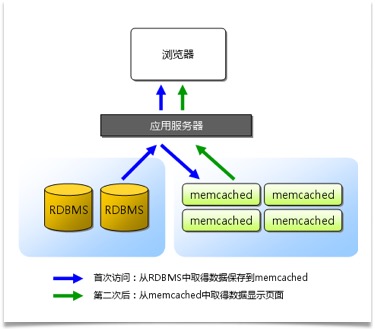 浏览器
应用服务器
RDBMS RDBMS
memcached memcached
memcached memcached
首次访问：从RDBMS中取得数据保存到memcached
第二次后：从memcached中取得数据显示页面